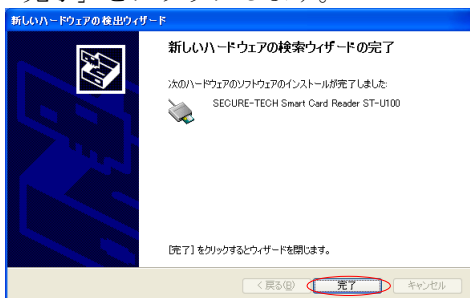 新しいハードウェアの検出ウィザード
新しいハードウェアの検索ウィザードの完了
次のハードウェアのソフトウェアのインストールが完了しました:
SECURE-TECH Smart Card Reader ST-U100
[完了] をクリックするとウィザードを閉じます。
< 戻る(B) 完了 キャンセル